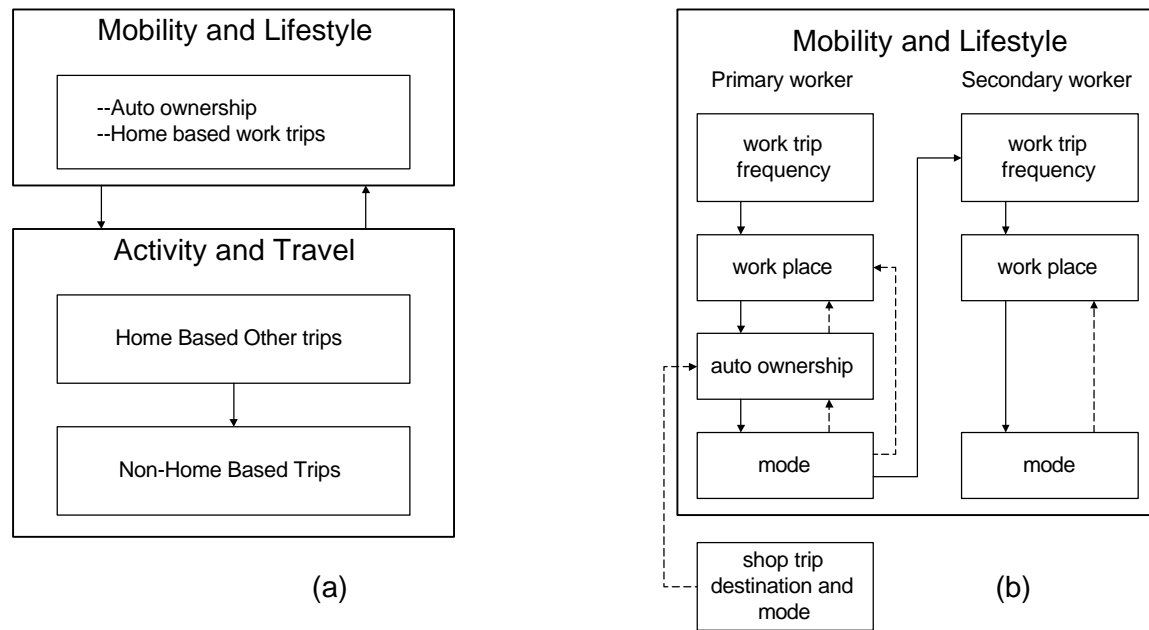 Mobility and Lifestyle
--Auto ownership
--Home based work trips
Activity and Travel
Home Based Other trips
Non-Home Based Trips
(a)
Mobility and Lifestyle
Primary worker
work trip
frequency
work place
auto ownership
mode
Secondary worker
work trip
frequency
work place
mode
shop trip
destination and
mode
(b)